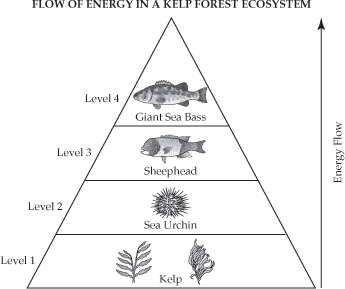 FLOW OF ENERGY IN A KELP FOREST ECOSYSTEM
Level 4
Giant Sea Bass
Level 3
Sheephead
Level 2
Sea Urchin
Level 1
Kelp
Energy Flow